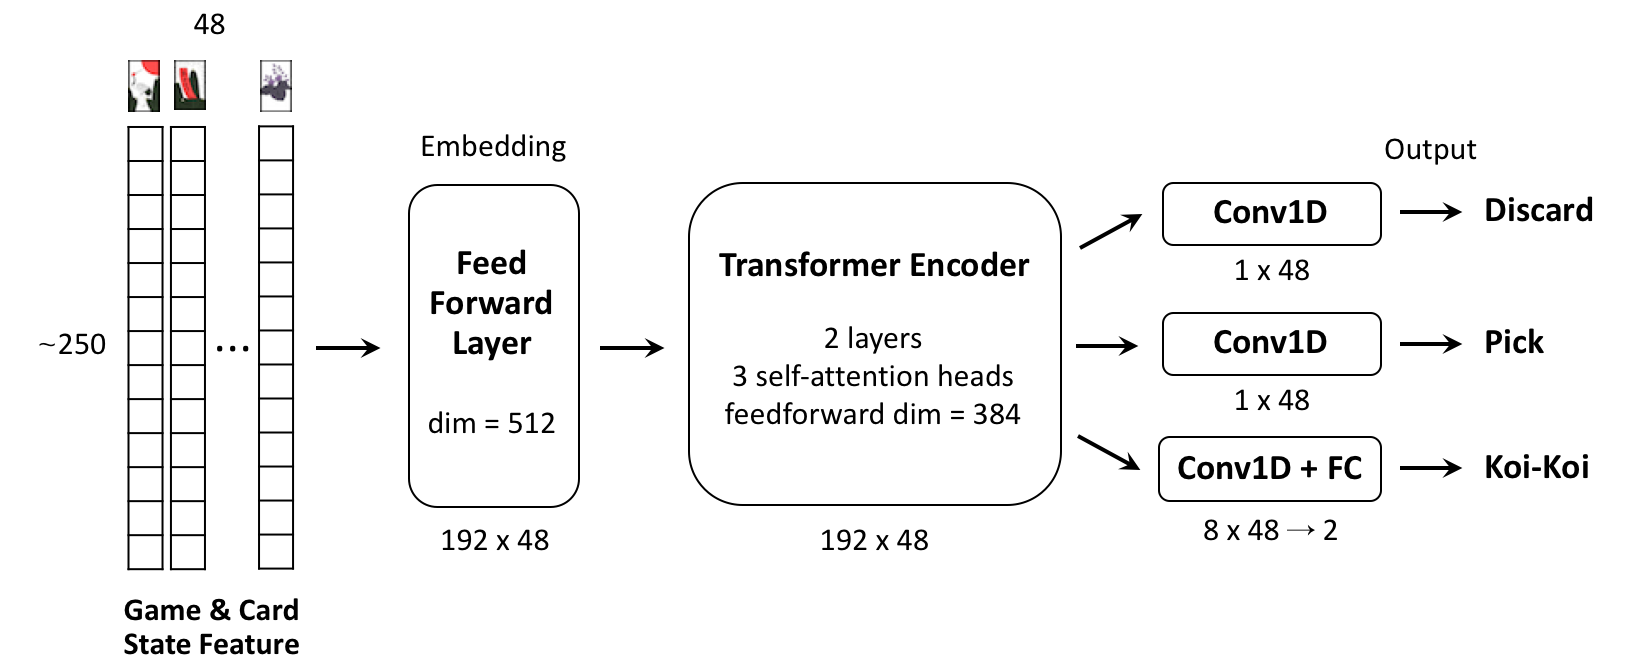 48
~250
...
Game & Card
State Feature
Embedding
Feed
Forward
Layer
dim = 512
192 x 48
Transformer Encoder
2 layers
3 self-attention heads
feedforward dim = 384
192 x 48
Output
Conv1D
Discard
1 x 48
Conv1D
Pick
1 x 48
Conv1D + FC
Koi-Koi
8 x 48 → 2